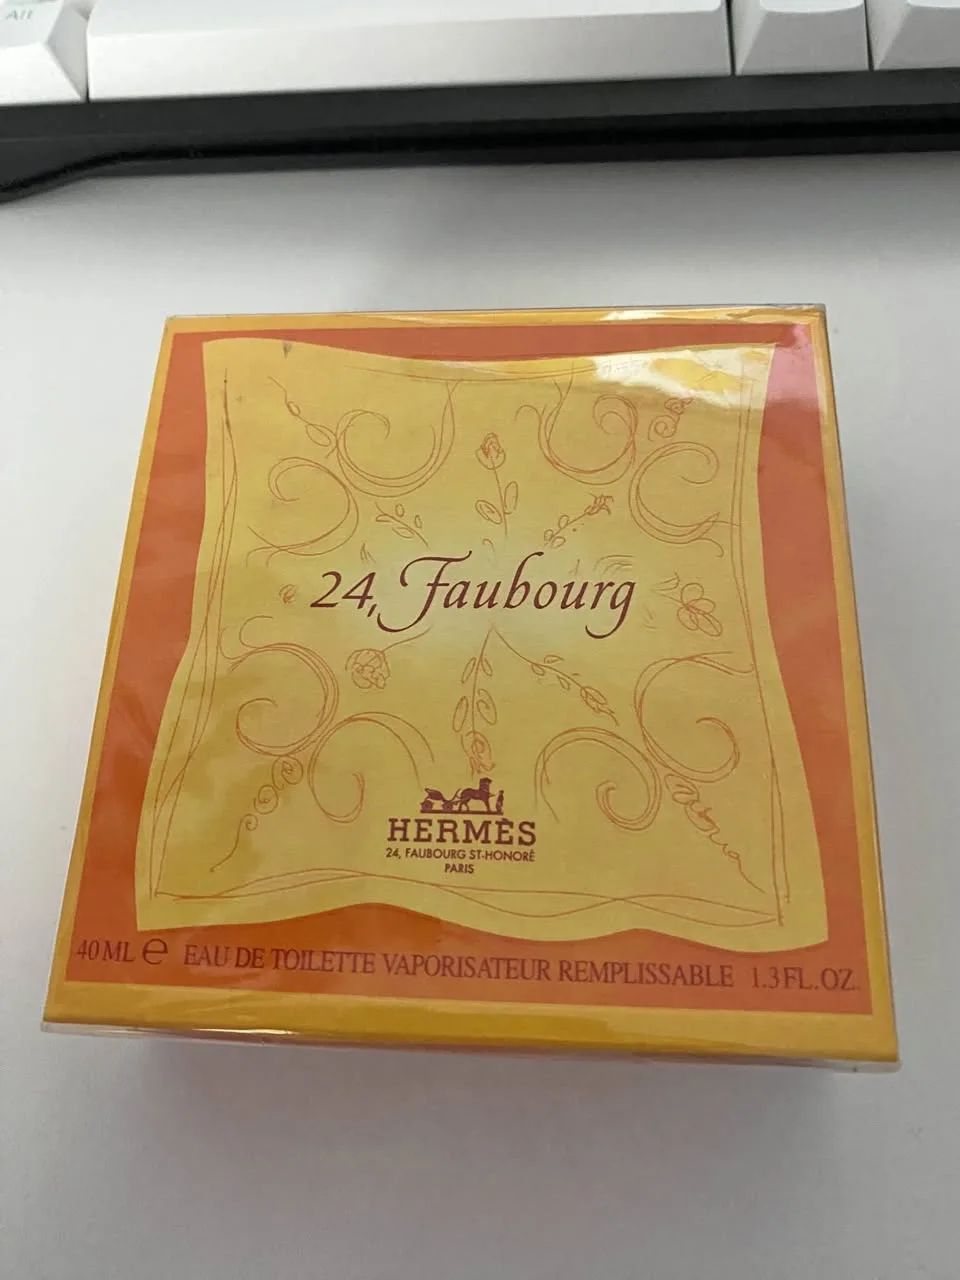 Alt
24, Faubourg
HERMÈS
24, FAUBOURG ST-HONORÉ
PARIS
40 ML ℮ EAU DE TOILETTE VAPORISATEUR REMPLISSABLE 1.3 FL. OZ.